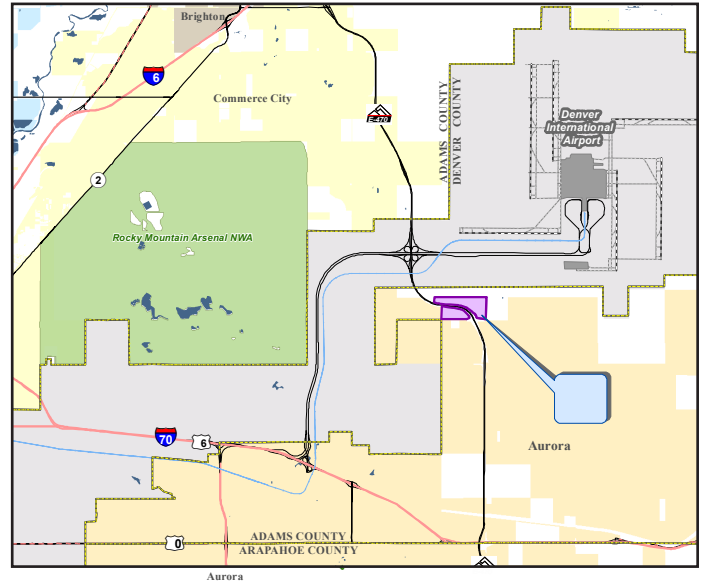 Brighton
6
Commerce City
E-470
ADAMS COUNTY
DENVER COUNTY
Denver
International
Airport
2
Rocky Mountain Arsenal NWA
70
6
Aurora
ADAMS COUNTY
0
ARAPAHOE COUNTY
Aurora